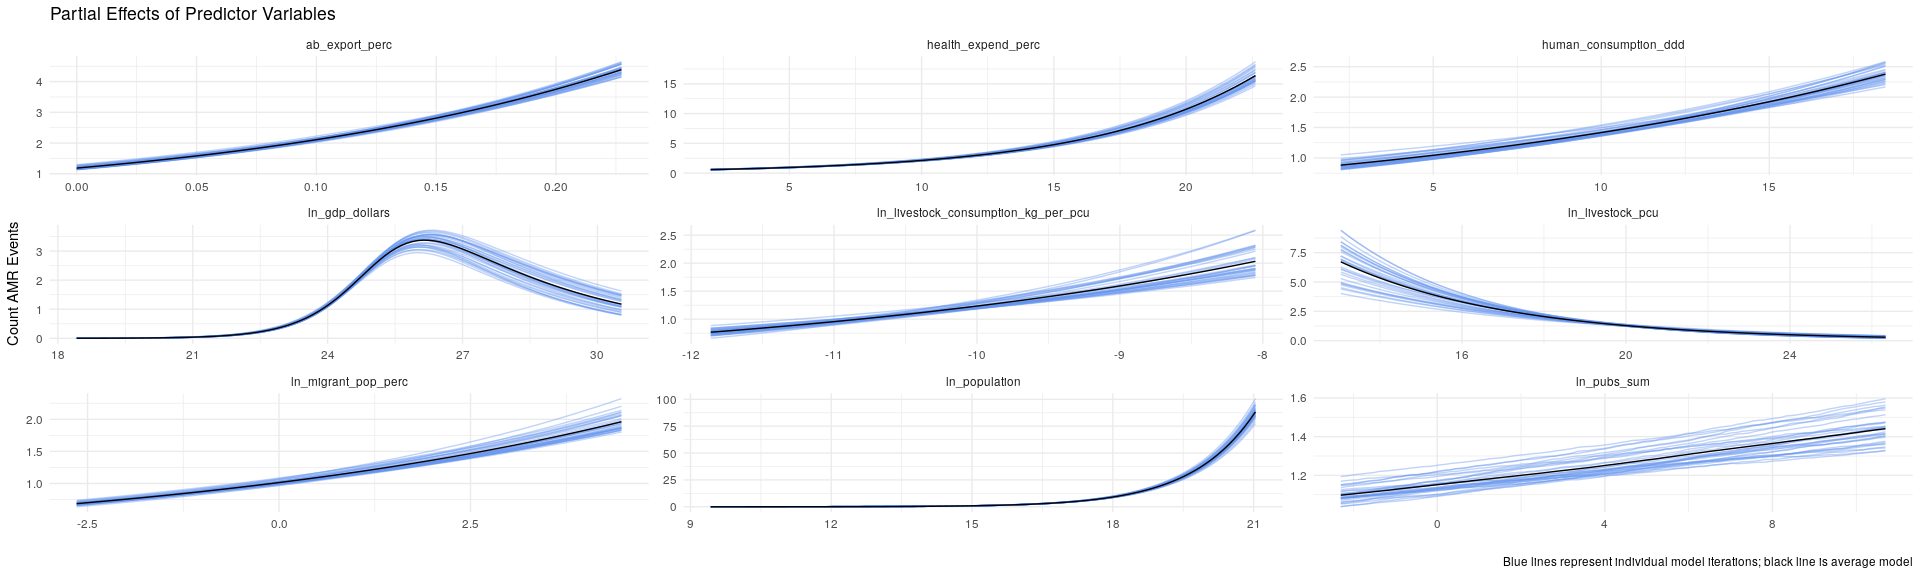 Partial Effects of Predictor Variables
ab_export_perc
health_expend_perc
human_consumption_ddd
4
3
2
1
0.00 0.05 0.10 0.15 0.20
15
10
5
0
5 10 15 20
2.5
2.0
1.5
1.0
5 10 15
Count AMR Events
ln_gdp_dollars
ln_livestock_consumption_kg_per_pcu
ln_livestock_pcu
3
2
1
0
18 21 24 27 30
2.5
2.0
1.5
1.0
-12 -11 -10 -9 -8
7.5
5.0
2.5
0.0
16 20 24
ln_migrant_pop_perc
ln_population
ln_pubs_sum
2.0
1.5
1.0
-2.5 0.0 2.5
100
75
50
25
0
9 12 15 18 21
1.6
1.4
1.2
0 4 8
Blue lines represent individual model iterations; black line is average model